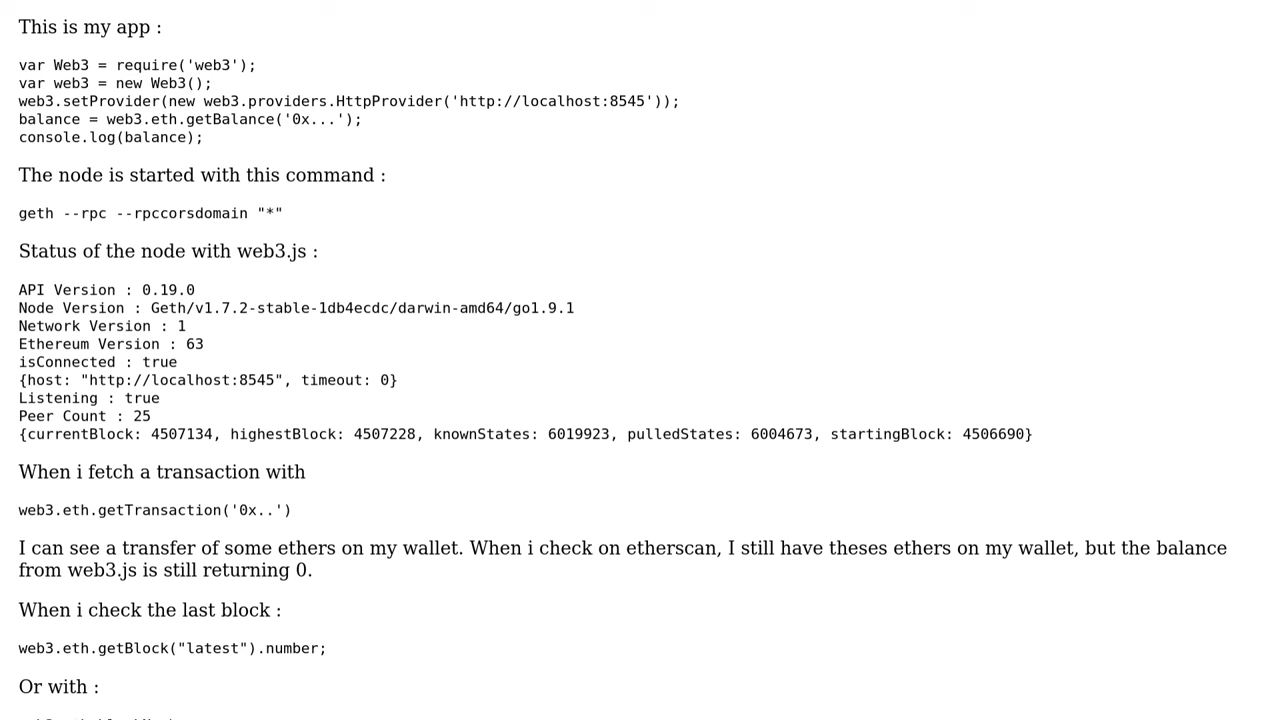 This is my app :
var Web3 = require('web3');
var web3 = new Web3();
web3.setProvider(new web3.providers.HttpProvider('http://localhost:8545'));
balance = web3.eth.getBalance('0x...');
console.log(balance);
The node is started with this command :
geth --rpc --rpccorsdomain "*"
Status of the node with web3.js :
API Version : 0.19.0
Node Version : Geth/v1.7.2-stable-1db4ecdc/darwin-amd64/go1.9.1
Network Version : 1
Ethereum Version : 63
isConnected : true
{host: "http://localhost:8545", timeout: 0}
Listening : true
Peer Count : 25
{currentBlock: 4507134, highestBlock: 4507228, knownStates: 6019923, pulledStates: 6004673, startingBlock: 4506690}
When i fetch a transaction with
web3.eth.getTransaction('0x..')
I can see a transfer of some ethers on my wallet. When i check on etherscan, I still have theses ethers on my wallet, but the balance
from web3.js is still returning 0.
When i check the last block :
web3.eth.getBlock("latest").number;
Or with :